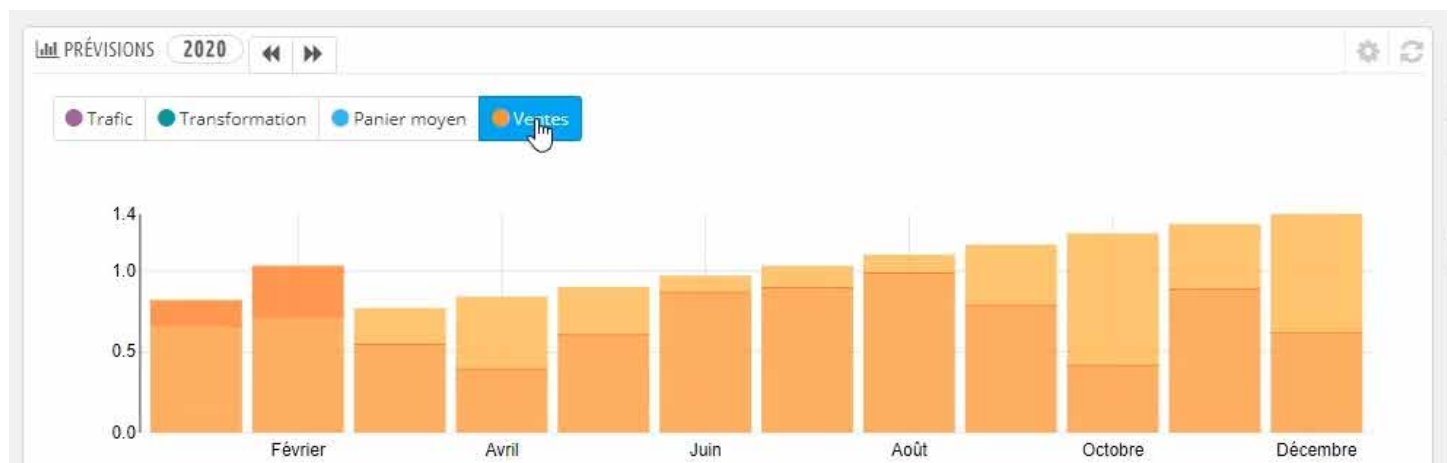 PRÉVISIONS 2020
Trafic Transformation Panier moyen Ventes
1.4
1.0
0.5
0.0
Février Avril Juin Août Octobre Décembre